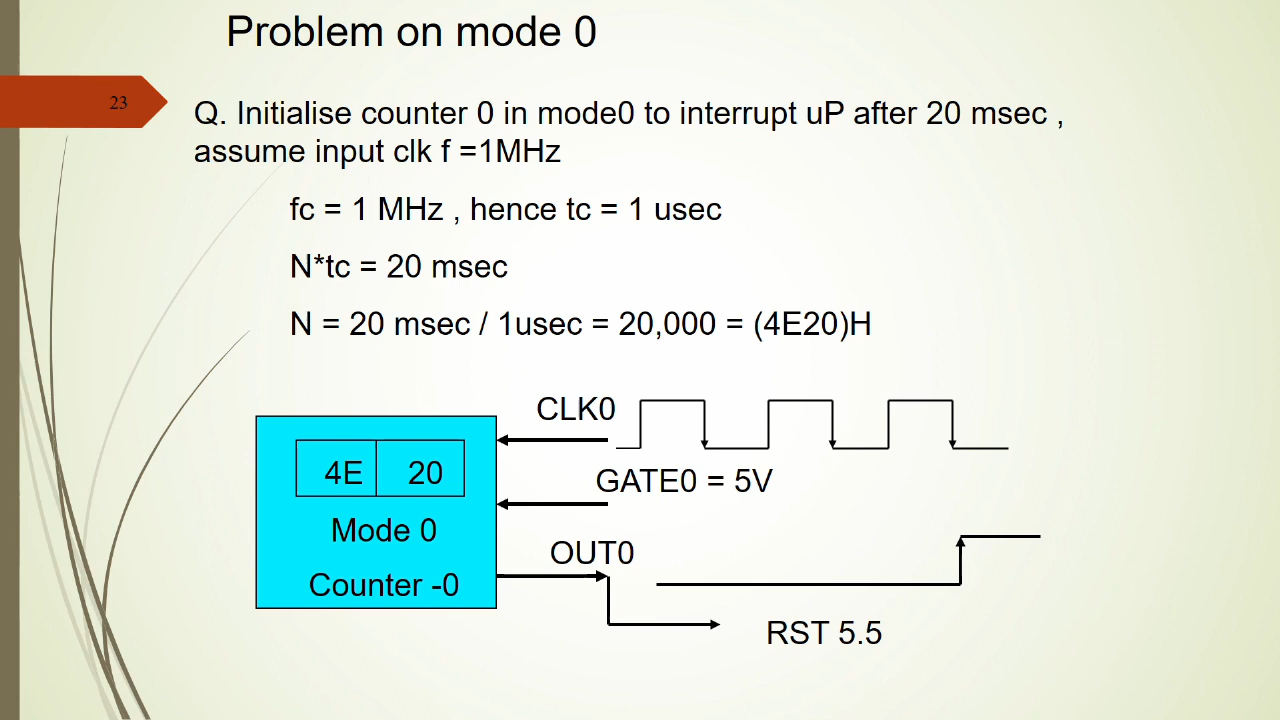 Problem on mode 0
23
Q. Initialise counter 0 in mode0 to interrupt uP after 20 msec ,
assume input clk f =1MHz
fc = 1 MHz , hence tc = 1 usec
N*tc = 20 msec
N = 20 msec / 1usec = 20,000 = (4E20)H
CLK0
4E 20
GATE0 = 5V
Mode 0
OUT0
Counter -0
RST 5.5